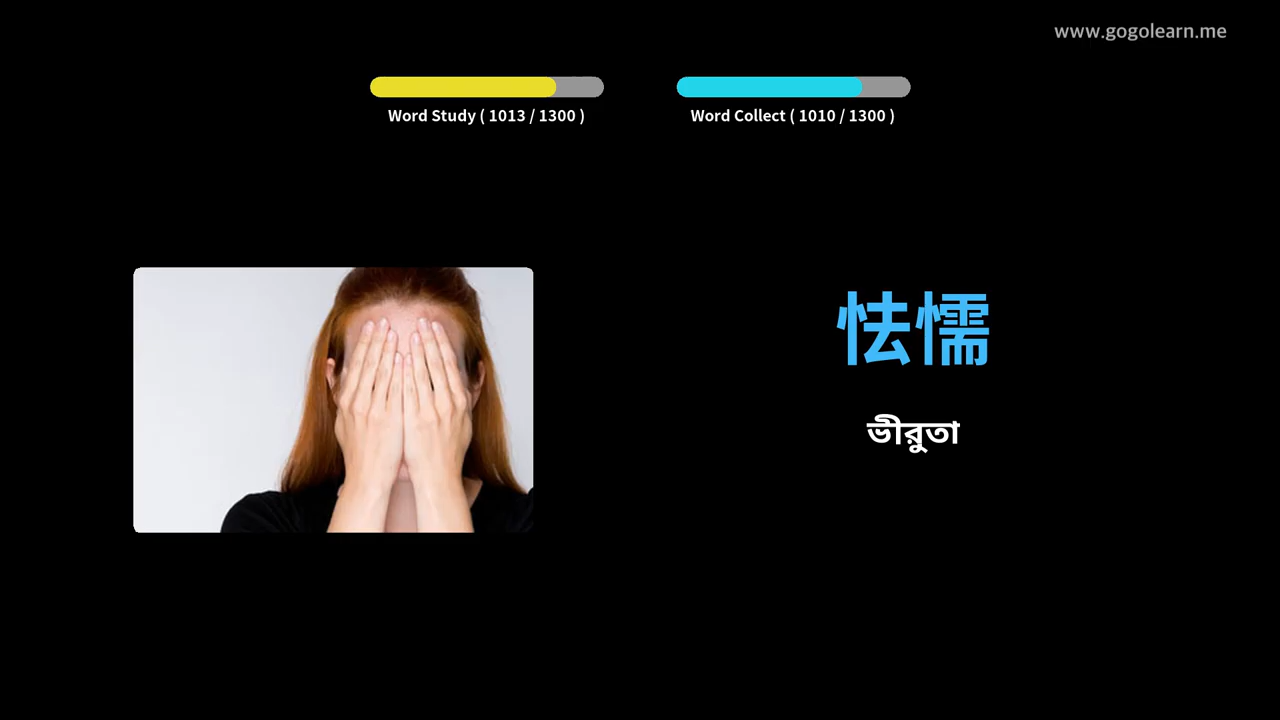 www.gogolearn.me
Word Study ( 1013 / 1300 )
Word Collect ( 1010 / 1300 )
怯懦
ভীরুতা